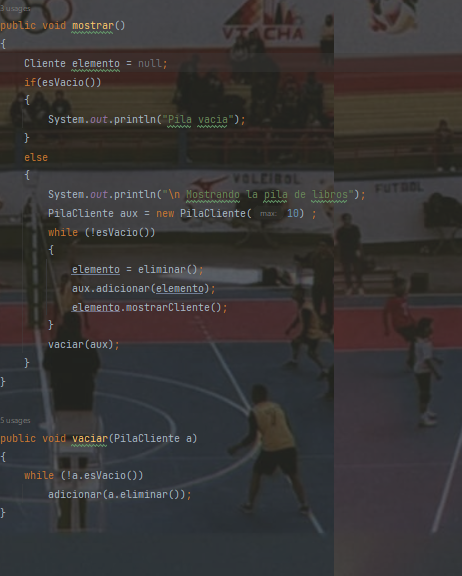 3 usages
public void mostrar()
{
Cliente elemento = null;
if(esVacio())
{
System.out.println("Pila vacia");
}
else
{
System.out.println("\n Mostrando la pila de libros");
PilaCliente aux = new PilaCliente( max: 10) ;
while (!esVacio())
{
elemento = eliminar();
aux.adicionar(elemento);
elemento.mostrarCliente();
}
vaciar(aux);
}
}
5 usages
public void vaciar(PilaCliente a)
{
while (!a.esVacio())
adicionar(a.eliminar());
}
VOLEIBOL
FUTBOL